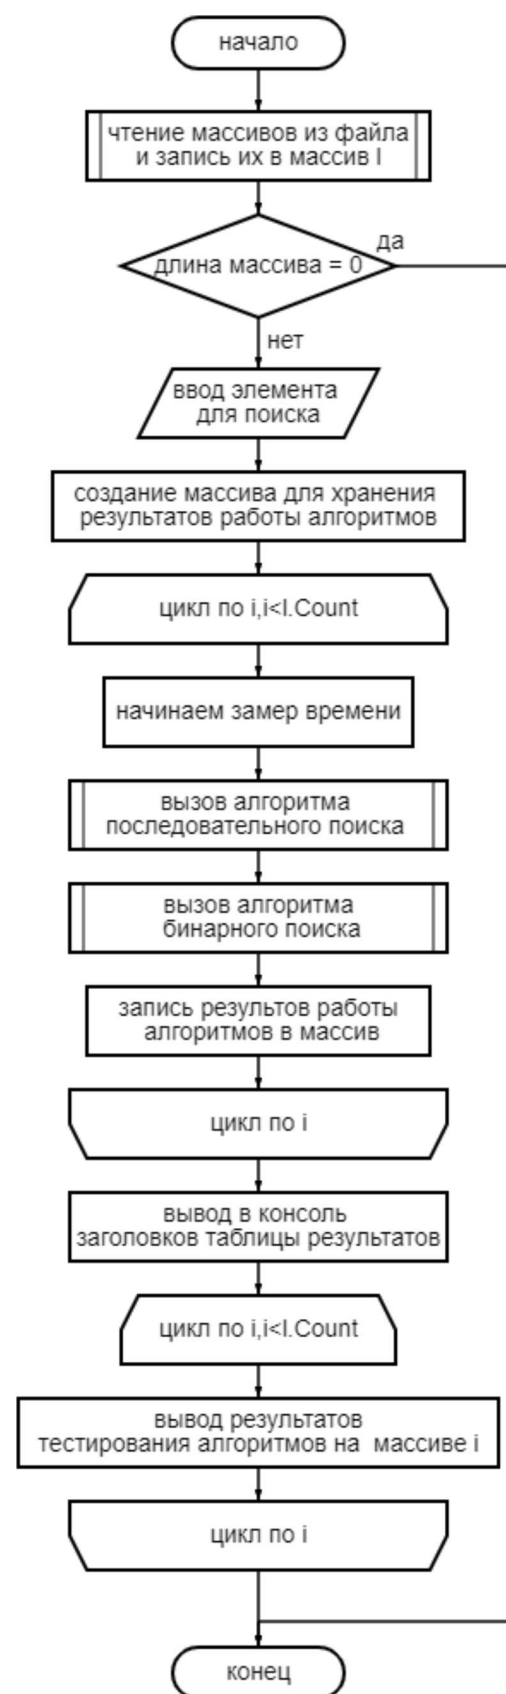 начало
чтение массивов из файла
и запись их в массив l
да
длина массива = 0
нет
ввод элемента
для поиска
создание массива для хранения
результатов работы алгоритмов
цикл по i,i<l.Count
начинаем замер времени
вызов алгоритма
последовательного поиска
вызов алгоритма
бинарного поиска
запись результов работы
алгоритмов в массив
цикл по i
вывод в консоль
заголовков таблицы результатов
цикл по i,i<l.Count
вывод результатов
тестирования алгоритмов на массиве i
цикл по i
конец